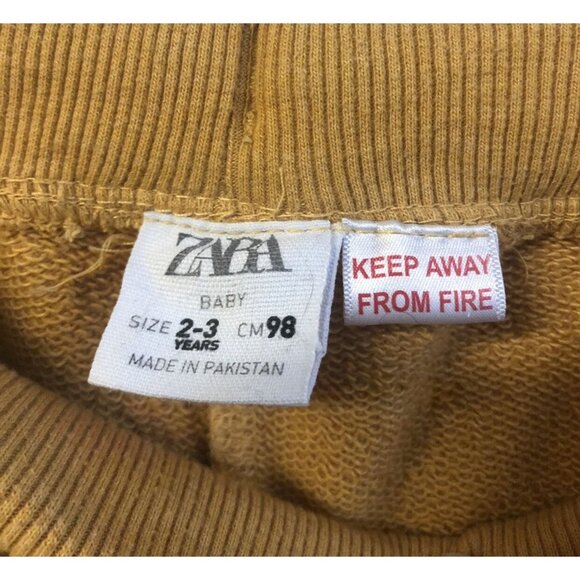 ZARA
BABY
SIZE 2-3 YEARS CM 98
MADE IN PAKISTAN
KEEP AWAY
FROM FIRE